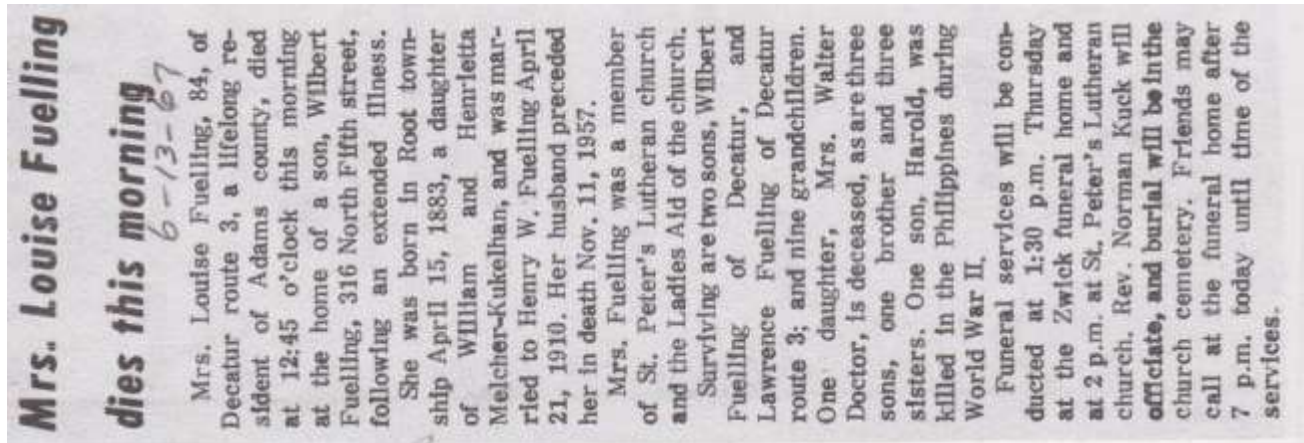 Mrs. Louise Fuelling
dies this morning
6-13-67
Mrs. Louise Fuelling, 84, of
Decatur route 3, a lifelong re-
sident of Adams county, died
at 12:45 o'clock this morning
at the home of a son, Wilbert
Fuelling, 316 North Fifth street,
following an extended illness.
She was born in Root town-
ship April 15, 1883, a daughter
of William and Henrietta
Melcher-Kukelhan, and was mar-
ried to Henry W. Fuelling April
21, 1910. Her husband preceded
her in death Nov. 11, 1957.
Mrs. Fuelling was a member
of St. Peter's Lutheran church
and the Ladies Aid of the church.
Surviving are two sons, Wilbert
Fuelling of Decatur, and
Lawrence Fuelling of Decatur
route 3; and nine grandchildren.
One daughter, Mrs. Walter
Doctor, is deceased, as are three
sons, one brother and three
sisters. One son, Harold, was
killed in the Philippines during
World War II.
Funeral services will be con-
ducted at 1:30 p.m. Thursday
at the Zwick funeral home and
at 2 p.m. at St. Peter's Lutheran
church. Rev. Norman Kuck will
officiate, and burial will be in the
church cemetery. Friends may
call at the funeral home after
7 p.m. today until time of the
services.